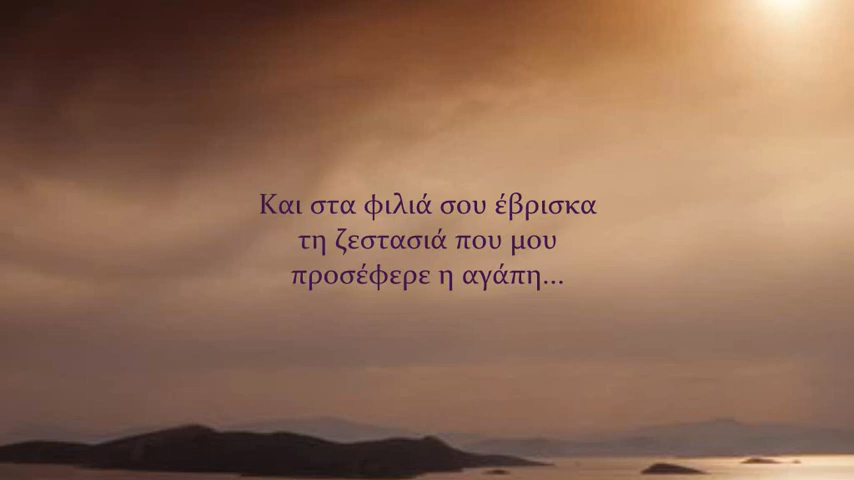 Και στα φιλιά σου έβρισκα
τη ζεστασιά που μου
προσέφερε η αγάπη...